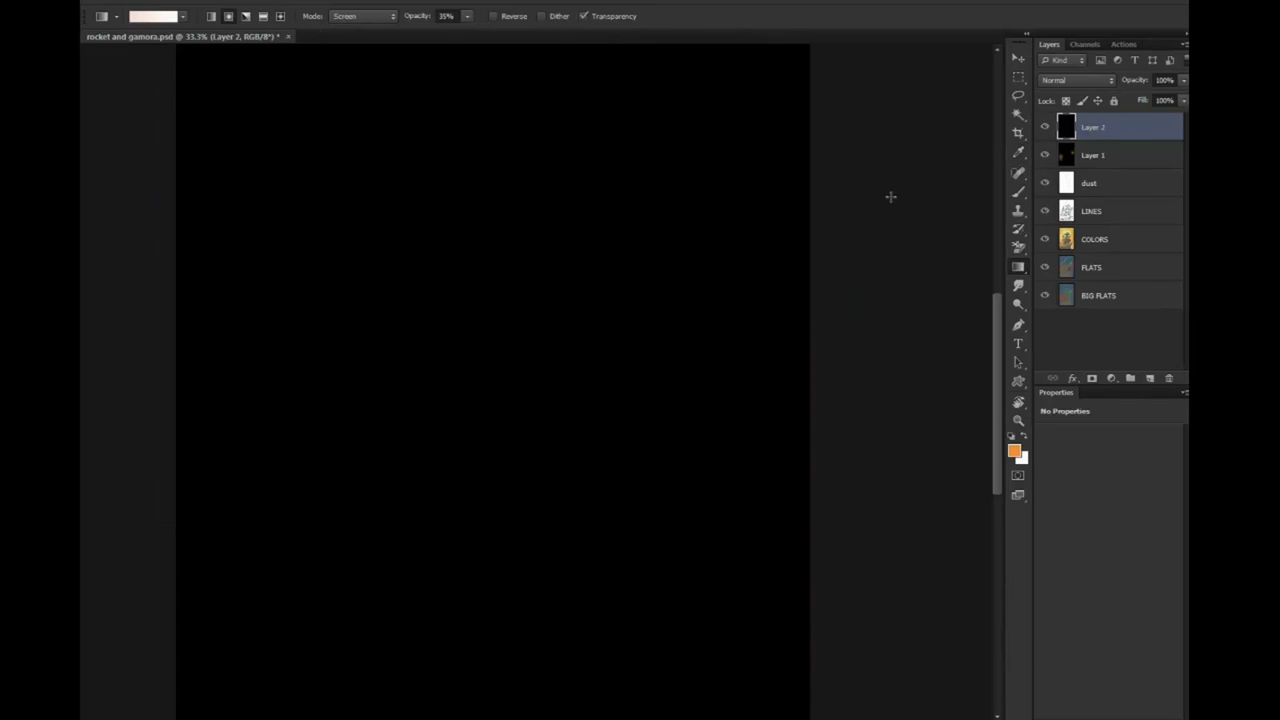 Mode: Screen Opacity: 35% Reverse Dither Transparency
rocket and gamora.psd @ 33.3% (Layer 2, RGB/8*) * ×
Layers Channels Actions
Kind T
Normal Opacity: 100%
Lock: Fill: 100%
Layer 2
Layer 1
dust
LINES
COLORS
FLATS
BIG FLATS
fx
Properties
No Properties